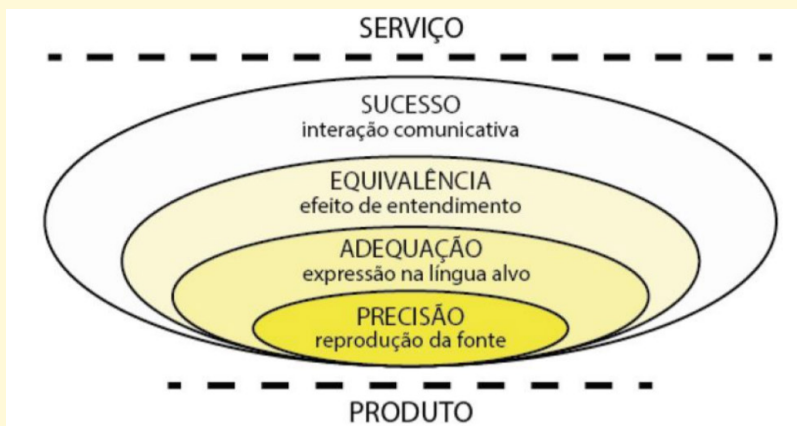 SERVIÇO
SUCESSO
interação comunicativa
EQUIVALÊNCIA
efeito de entendimento
ADEQUAÇÃO
expressão na língua alvo
PRECISÃO
reprodução da fonte
PRODUTO